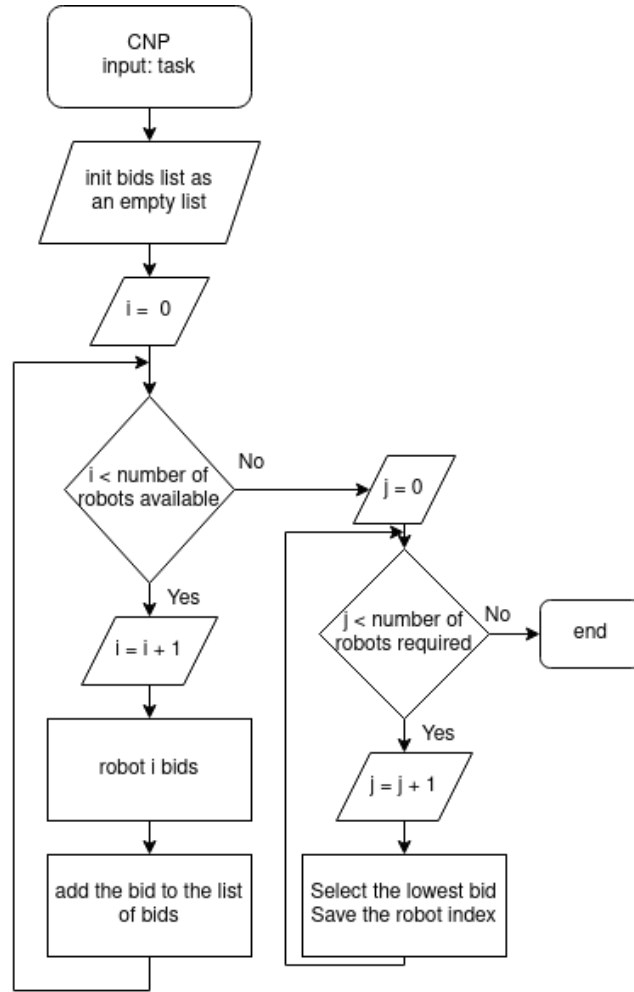 CNP
input: task
init bids list as
an empty list
i = 0
i < number of
robots available
No
Yes
i = i + 1
robot i bids
add the bid to the list
of bids
j = 0
j < number of
robots required
No
end
Yes
j = j + 1
Select the lowest bid
Save the robot index